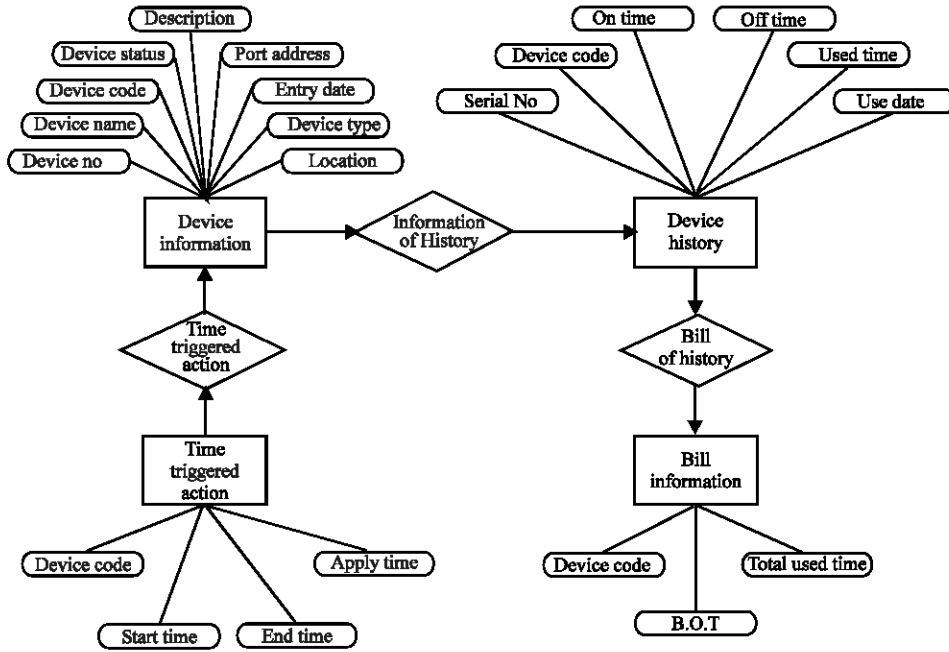 Description
Device status
Port address
Device code
Entry date
Device name
Device type
Device no
Location
On time
Off time
Device code
Used time
Serial No
Use date
Device
information
Information
of History
Device
history
Time
triggered
action
Bill
of history
Time
triggered
action
Bill
information
Device code
Apply time
Start time
End time
Device code
Total used time
B.O.T